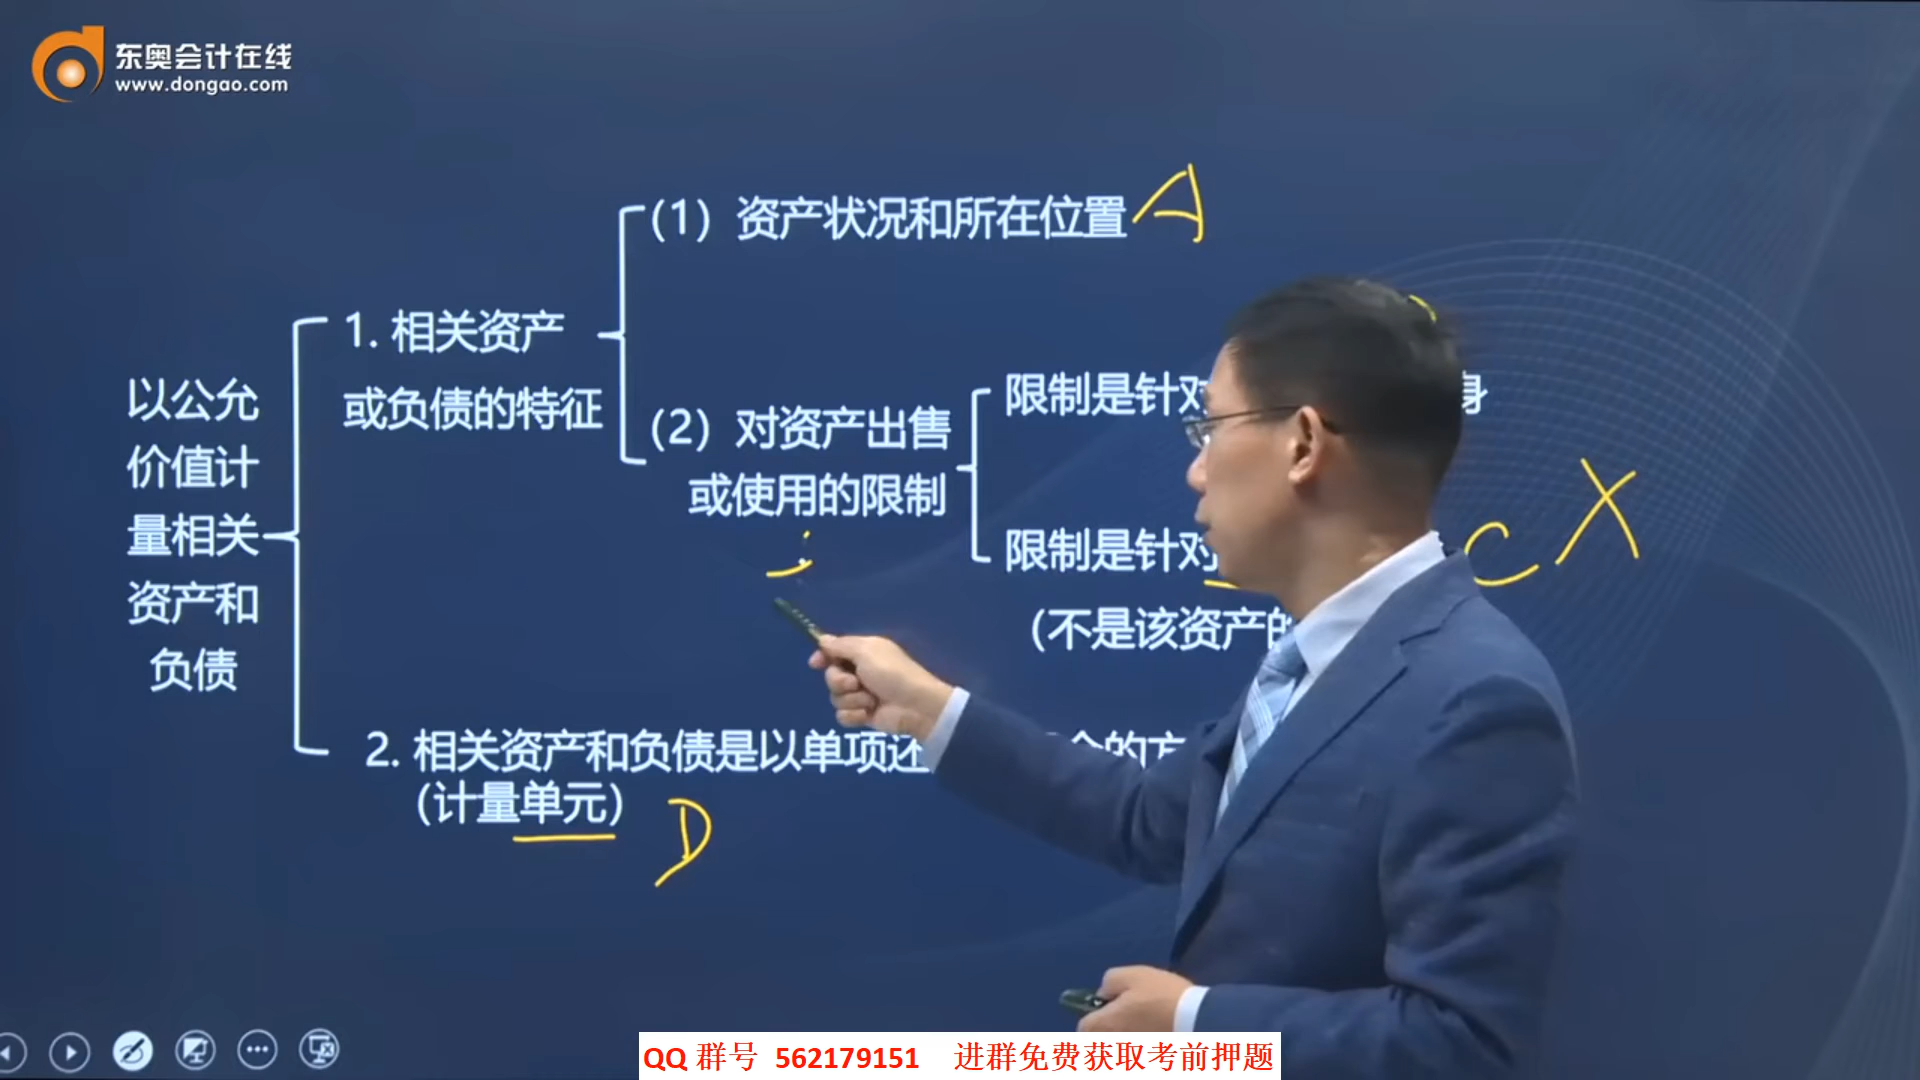 东奥会计在线
www.dongao.com
以公允
价值计
量相关
资产和
负债
1. 相关资产
或负债的特征
（1）资产状况和所在位置 A
（2）对资产出售
或使用的限制
限制是针对
身
限制是针对
C X
（不是该资产的
2. 相关资产和负债是以单项还
的方
（计量单元） D
QQ 群号 562179151 进群免费获取考前押题